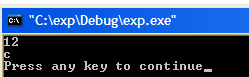 "C:\exp\Debug\exp.exe"
12
c
Press any key to continue